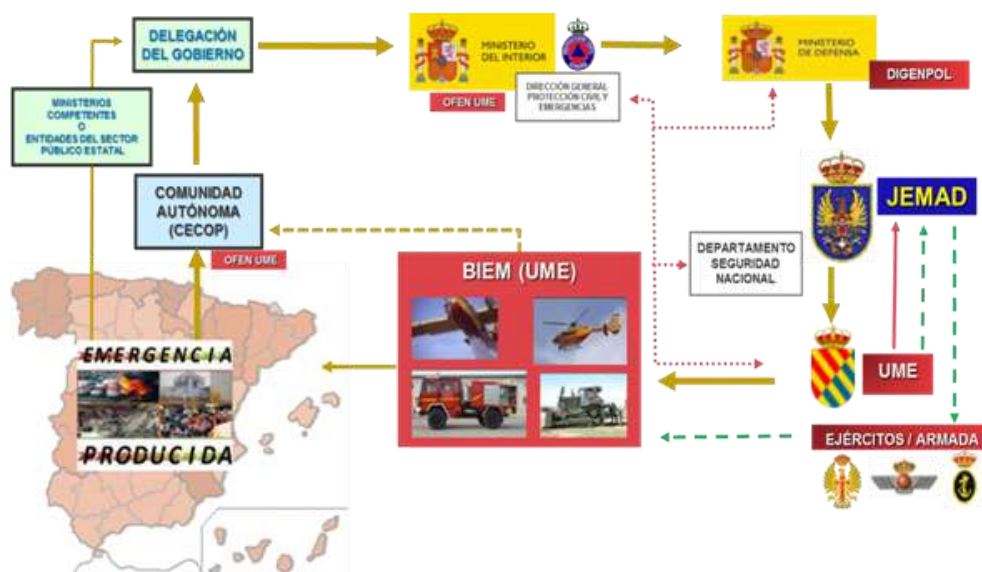 DELEGACIÓN
DEL GOBIERNO
MINISTERIO
DEL INTERIOR
OFEN UME
DIRECCIÓN GENERAL
PROTECCIÓN CIVIL Y
EMERGENCIAS
MINISTERIO
DE DEFENSA
DIGENPOL
MINISTERIOS
COMPETENTES
O
ENTIDADES DEL SECTOR
PÚBLICO ESTATAL
COMUNIDAD
AUTÓNOMA
(CECOP)
OFEN UME
JEMAD
DEPARTAMENTO
SEGURIDAD
NACIONAL
BIEM (UME)
EMERGENCIA
PRODUCIDA
UME
EJÉRCITOS / ARMADA